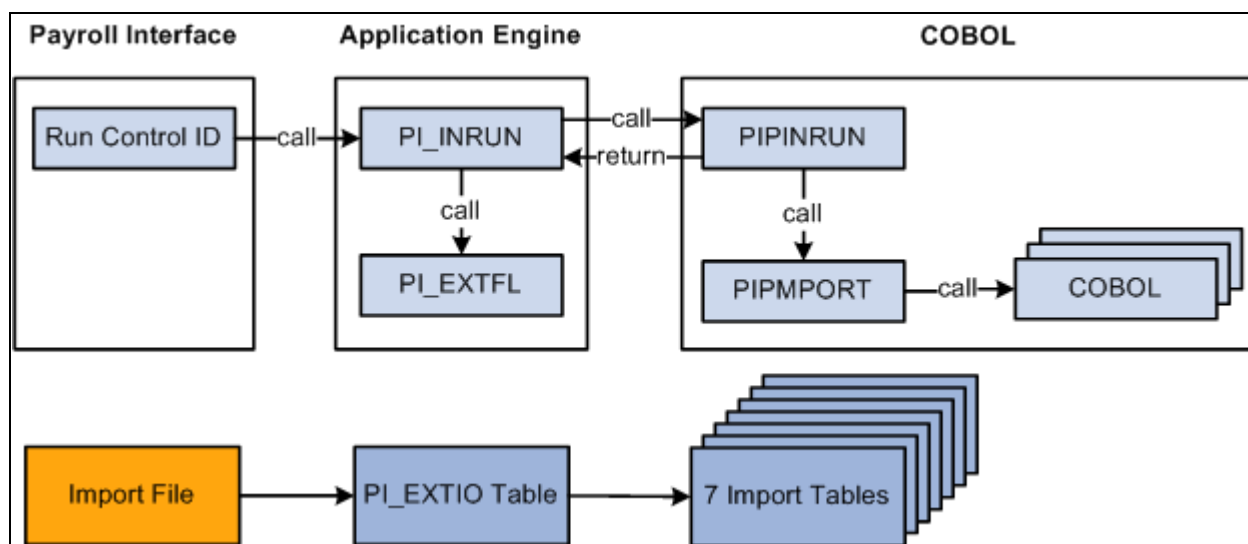 Payroll Interface
Application Engine
COBOL
Run Control ID
call
PI_INRUN
call
return
PIPINRUN
call
call
PI_EXTFL
PIPMPORT
call
COBOL
Import File
PI_EXTIO Table
7 Import Tables